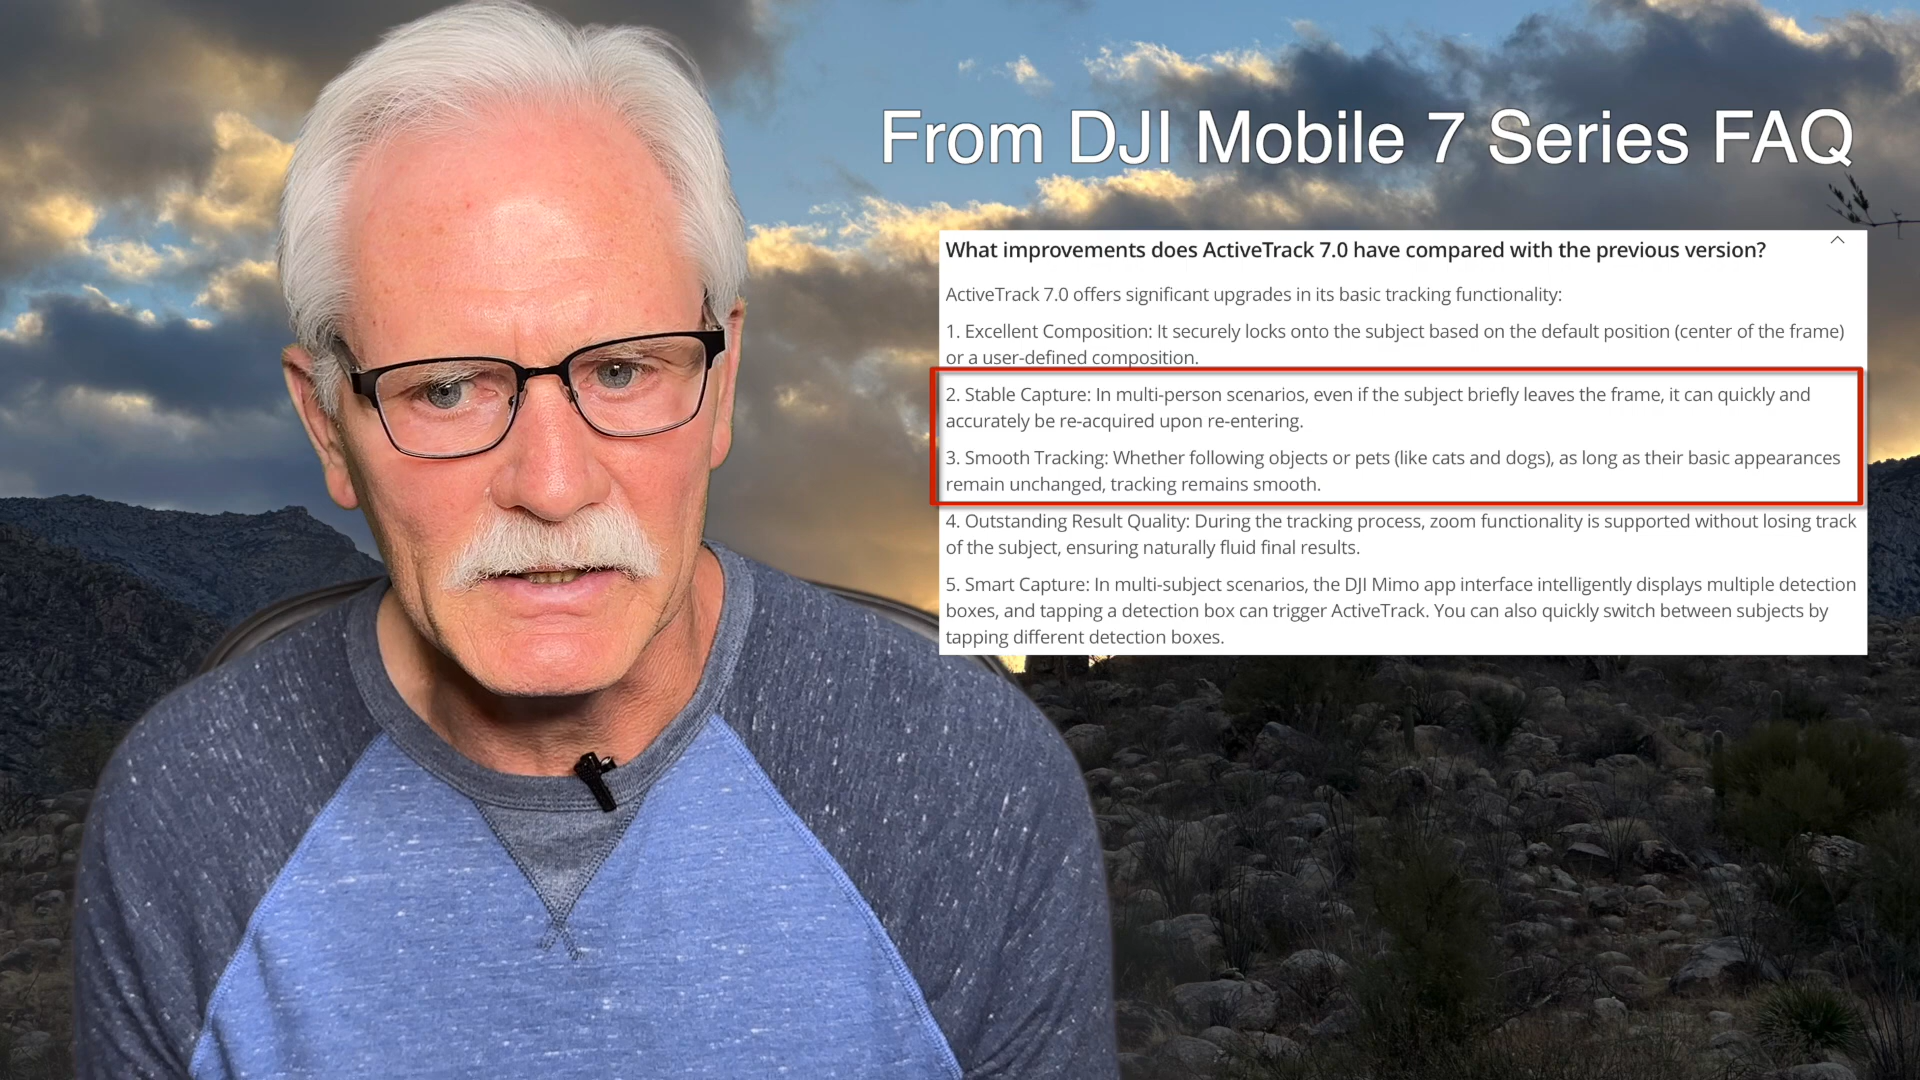 From DJI Mobile 7 Series FAQ
What improvements does ActiveTrack 7.0 have compared with the previous version?
ActiveTrack 7.0 offers significant upgrades in its basic tracking functionality:
1. Excellent Composition: It securely locks onto the subject based on the default position (center of the frame)
or a user-defined composition.
2. Stable Capture: In multi-person scenarios, even if the subject briefly leaves the frame, it can quickly and
accurately be re-acquired upon re-entering.
3. Smooth Tracking: Whether following objects or pets (like cats and dogs), as long as their basic appearances
remain unchanged, tracking remains smooth.
4. Outstanding Result Quality: During the tracking process, zoom functionality is supported without losing track
of the subject, ensuring naturally fluid final results.
5. Smart Capture: In multi-subject scenarios, the DJI Mimo app interface intelligently displays multiple detection
boxes, and tapping a detection box can trigger ActiveTrack. You can also quickly switch between subjects by
tapping different detection boxes.